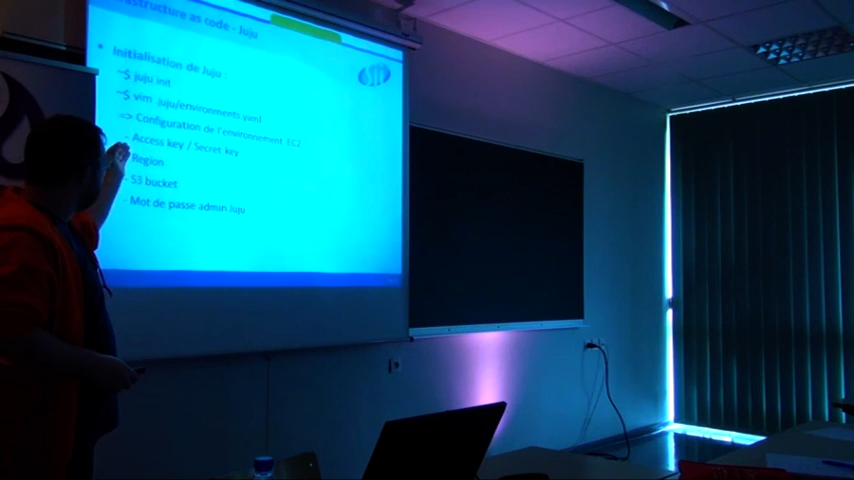 frastructure as code - Juju
• Initialisation de Juju :
~$ juju init
~$ vim .juju/environments.yaml
=> Configuration de l'environnement EC2
- Access key / Secret key
Region
- S3 bucket
- Mot de passe admin Juju